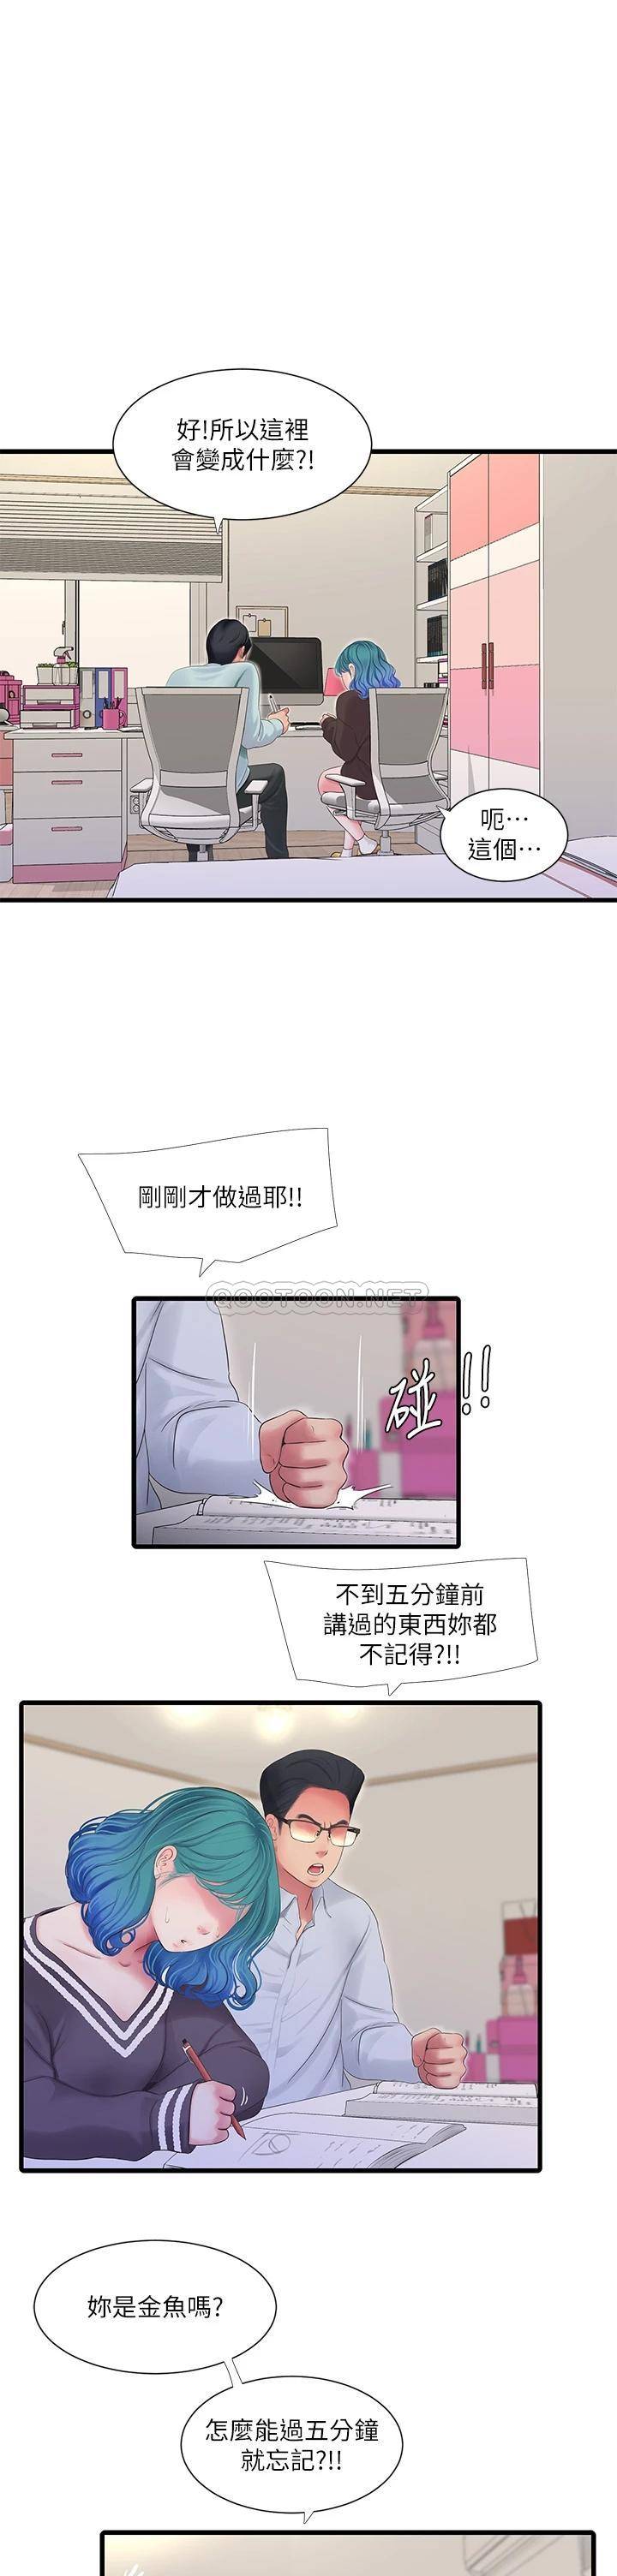 好!所以這裡
會變成什麼?!
呃…
這個…
剛剛才做過耶!!
QOOTOON.NET
碰!!
不到五分鐘前
講過的東西妳都
不記得?!!
妳是金魚嗎?
怎麼能過五分鐘
就忘記?!!